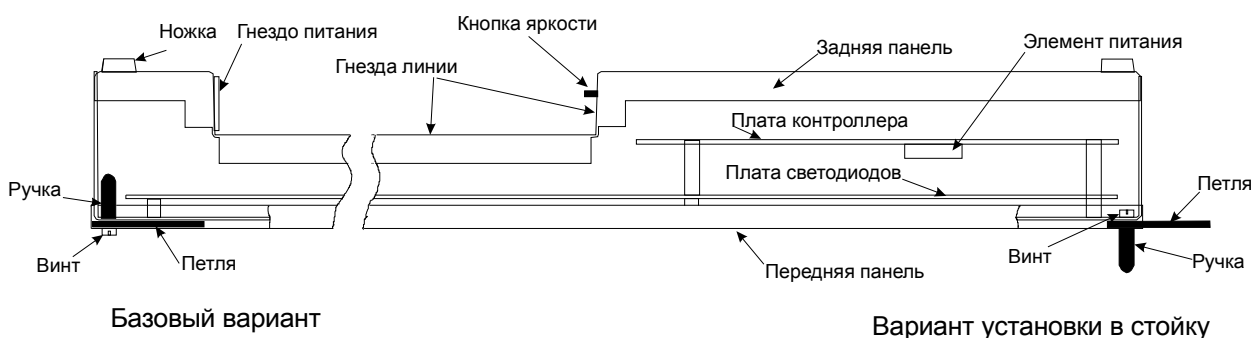 Ножка
Гнездо питания
Кнопка яркости
Задняя панель
Элемент питания
Гнезда линии
Плата контроллера
Плата светодиодов
Ручка
Петля
Винт
Петля
Передняя панель
Винт
Ручка
Базовый вариант
Вариант установки в стойку